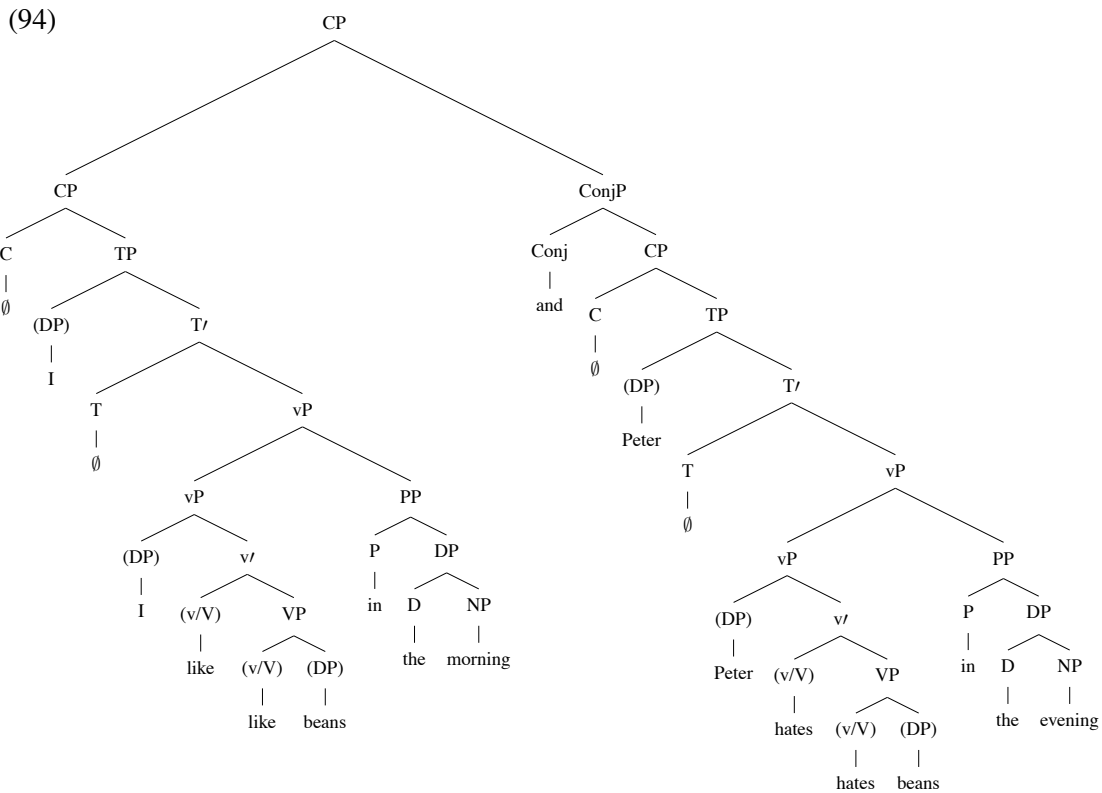 (94)
CP
CP ConjP
C TP Conj CP
∅ (DP) T′ and C TP
I ∅ (DP) T′
T vP Peter
∅ T vP
vP PP ∅
(DP) v′ P DP vP PP
I (v/V) VP in D NP (DP) v′ P DP
like (v/V) (DP) the morning Peter (v/V) VP in D NP
like beans hates (v/V) (DP) the evening
hates beans